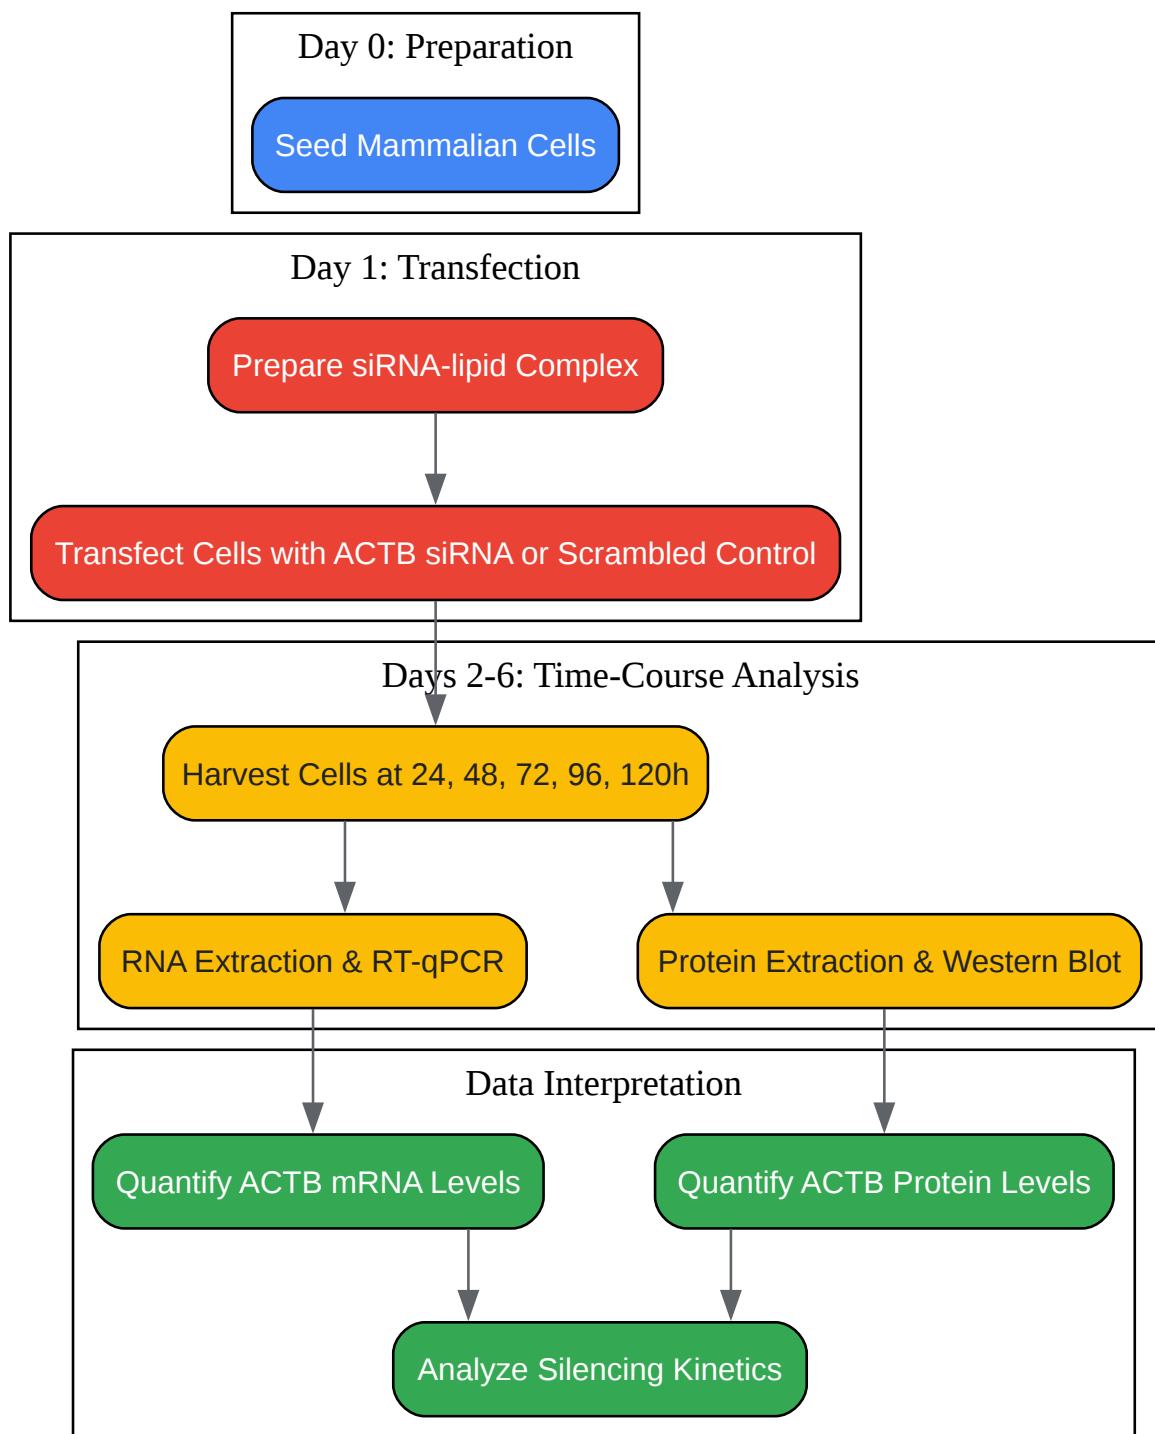 Day 0: Preparation
Seed Mammalian Cells
Day 1: Transfection
Prepare siRNA-lipid Complex
Transfect Cells with ACTB siRNA or Scrambled Control
Days 2-6: Time-Course Analysis
Harvest Cells at 24, 48, 72, 96, 120h
RNA Extraction & RT-qPCR
Protein Extraction & Western Blot
Data Interpretation
Quantify ACTB mRNA Levels
Quantify ACTB Protein Levels
Analyze Silencing Kinetics